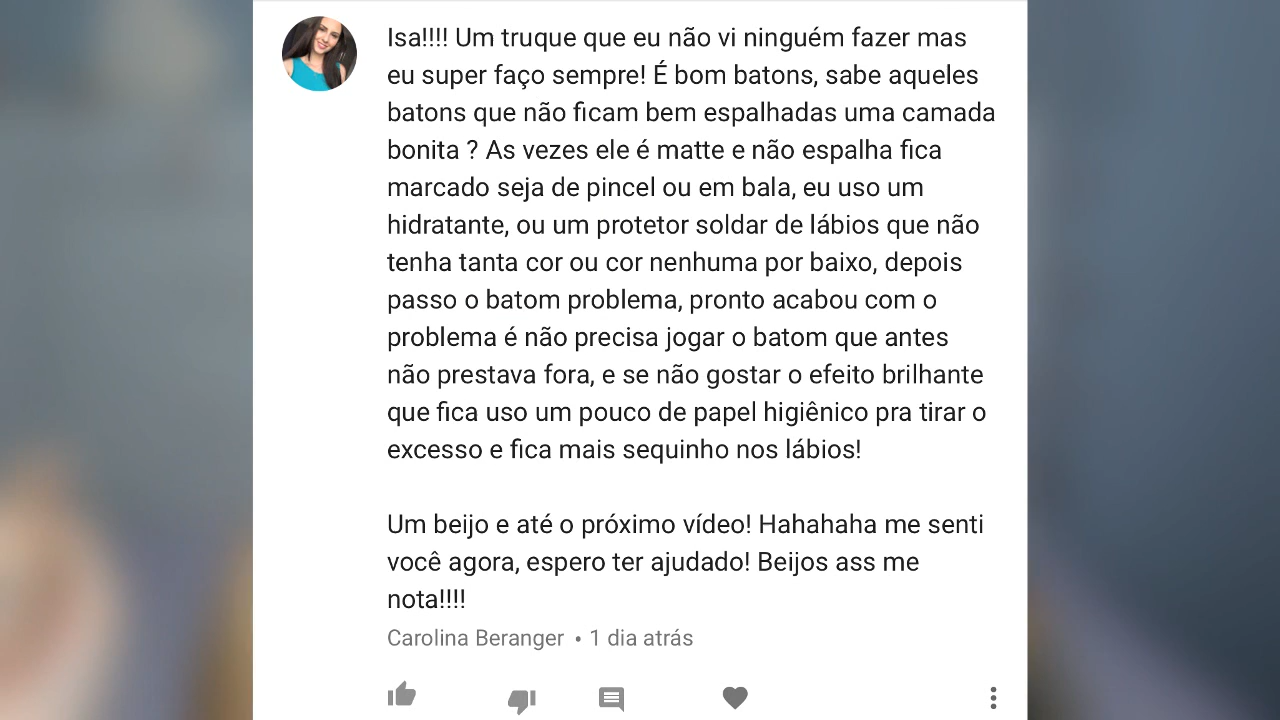 Isa!!!! Um truque que eu não vi ninguém fazer mas
eu super faço sempre! É bom batons, sabe aqueles
batons que não ficam bem espalhadas uma camada
bonita ? As vezes ele é matte e não espalha fica
marcado seja de pincel ou em bala, eu uso um
hidratante, ou um protetor soldar de lábios que não
tenha tanta cor ou cor nenhuma por baixo, depois
passo o batom problema, pronto acabou com o
problema é não precisa jogar o batom que antes
não prestava fora, e se não gostar o efeito brilhante
que fica uso um pouco de papel higiênico pra tirar o
excesso e fica mais sequinho nos lábios!
Um beijo e até o próximo vídeo! Hahahaha me senti
você agora, espero ter ajudado! Beijos ass me
nota!!!!
Carolina Beranger • 1 dia atrás